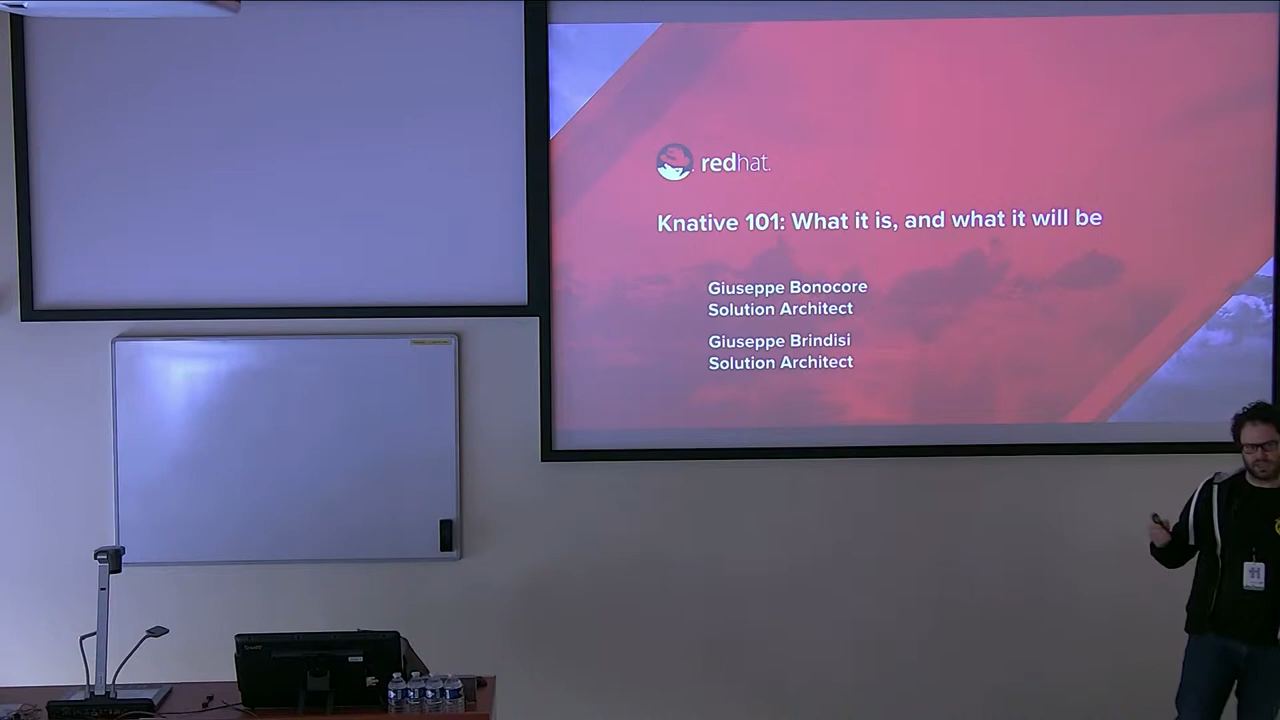 redhat.
Knative 101: What it is, and what it will be
Giuseppe Bonocore
Solution Architect
Giuseppe Brindisi
Solution Architect